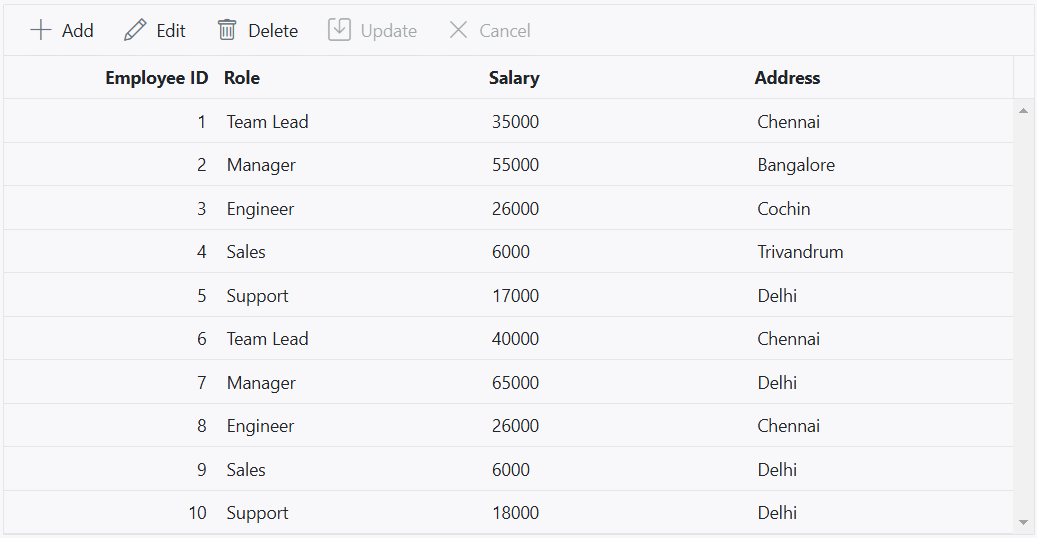 Add Edit Delete Update Cancel
Employee ID Role Salary Address
1 Team Lead 35000 Chennai
2 Manager 55000 Bangalore
3 Engineer 26000 Cochin
4 Sales 6000 Trivandrum
5 Support 17000 Delhi
6 Team Lead 40000 Chennai
7 Manager 65000 Delhi
8 Engineer 26000 Chennai
9 Sales 6000 Delhi
10 Support 18000 Delhi